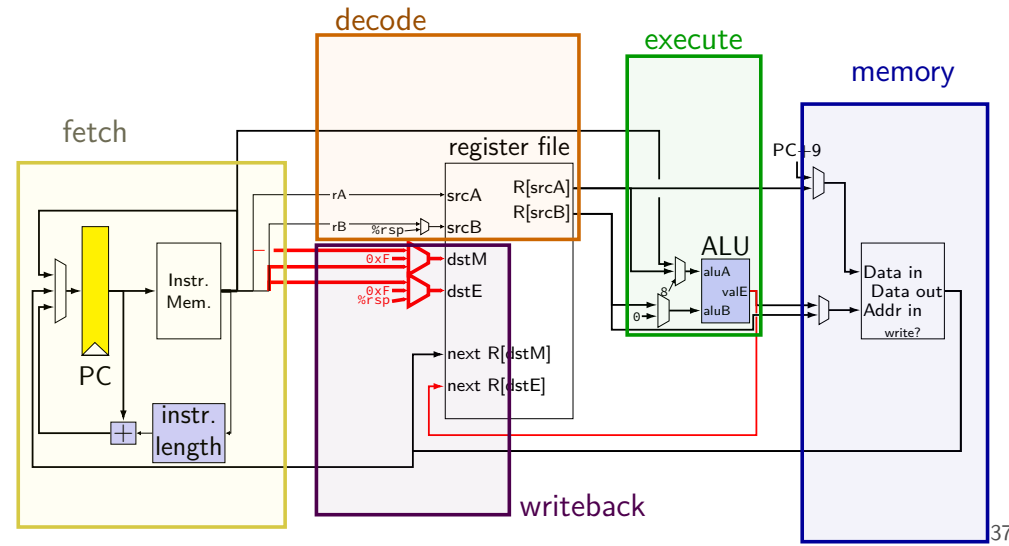 decode
execute
memory
fetch
register file
PC+9
rA
srcA
R[srcA]
R[srcB]
rB
%rsp
srcB
ALU
0xF
dstM
aluA
Instr.
Mem.
0xF
%rsp
dstE
8
valE
0
aluB
Data in
Data out
Addr in
write?
PC
next R[dstM]
next R[dstE]
instr.
length
+
writeback
37